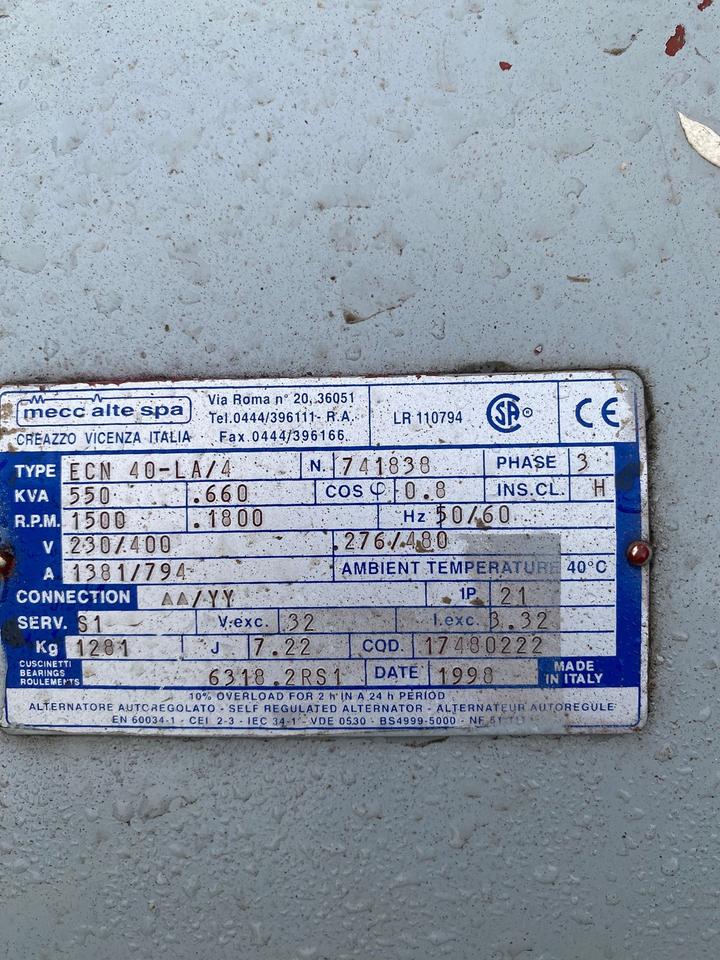 mecc alte spa
CREAZZO VICENZA ITALIA
Via Roma n° 20, 36051
Tel.0444/396111- R.A.
Fax.0444/396166
LR 110794
CSA
CE
TYPE ECN 40-LA/4 N. 741838 PHASE 3
KVA 550 .660 COS φ 0.8 INS.CL. H
R.P.M. 1500 .1800 Hz 50/60
V 230/400 .276/480
A 1381/794 AMBIENT TEMPERATURE 40°C
CONNECTION ΔΔ/YY 1P 21
SERV. S1 V.exc. 32 I.exc. 3.32
Kg 1281 J 7.22 COD. 17480222
CUSCINETTI
BEARINGS
ROULEMENTS
6318.2RS1 DATE 1998 MADE
IN ITALY
10% OVERLOAD FOR 2 h IN A 24 h PERIOD
ALTERNATORE AUTOREGOLATO - SELF REGULATED ALTERNATOR - ALTERNATEUR AUTOREGULE
EN 60034-1 - CEI 2-3 - IEC 34-1 - VDE 0530 - BS4999-5000 - NF 51